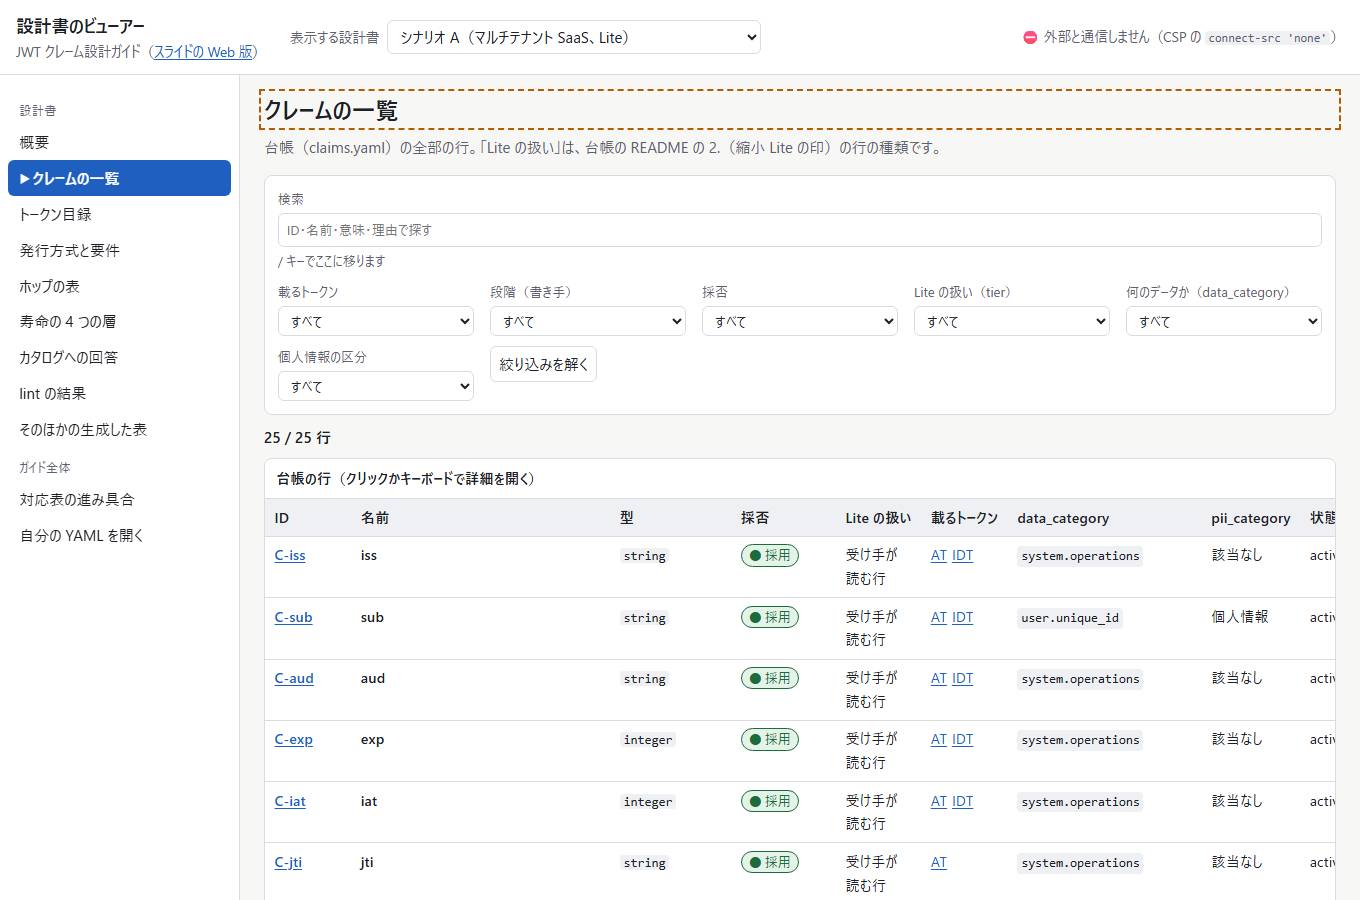 設計書のビューアー
JWT クレーム設計ガイド（スライドの Web 版）
表示する設計書 シナリオ A（マルチテナント SaaS、Lite）
外部と通信しません（CSP の connect-src 'none'）
設計書
概要
▶クレームの一覧
トークン目録
発行方式と要件
ホップの表
寿命の 4 つの層
カタログへの回答
lint の結果
そのほかの生成した表
ガイド全体
対応表の進み具合
自分の YAML を開く
クレームの一覧
台帳（claims.yaml）の全部の行。「Lite の扱い」は、台帳の README の 2.（縮小 Lite の印）の行の種類です。
検索
ID・名前・意味・理由で探す
/ キーでここに移ります
載るトークン 段階（書き手） 採否 Lite の扱い（tier） 何のデータか（data_category）
すべて すべて すべて すべて すべて
個人情報の区分
すべて 絞り込みを解く
25 / 25 行
台帳の行（クリックかキーボードで詳細を開く）
ID 名前 型 採否 Lite の扱い 載るトークン data_category pii_category 状態
C-iss iss string 採用 受け手が AT IDT system.operations 該当なし activ
読む行
C-sub sub string 採用 受け手が AT IDT user.unique_id 個人情報 activ
読む行
C-aud aud string 採用 受け手が AT IDT system.operations 該当なし activ
読む行
C-exp exp integer 採用 受け手が AT IDT system.operations 該当なし activ
読む行
C-iat iat integer 採用 受け手が AT IDT system.operations 該当なし activ
読む行
C-jti jti string 採用 受け手が AT system.operations 該当なし activ
読む行